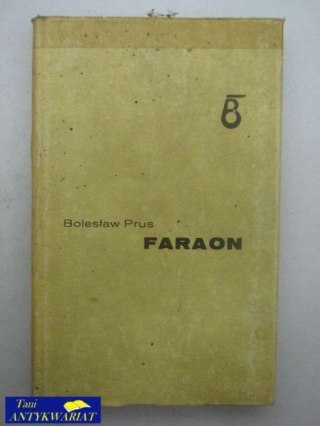 B
Bolesław Prus
FARAON
Tani
ANTYKWARIAT